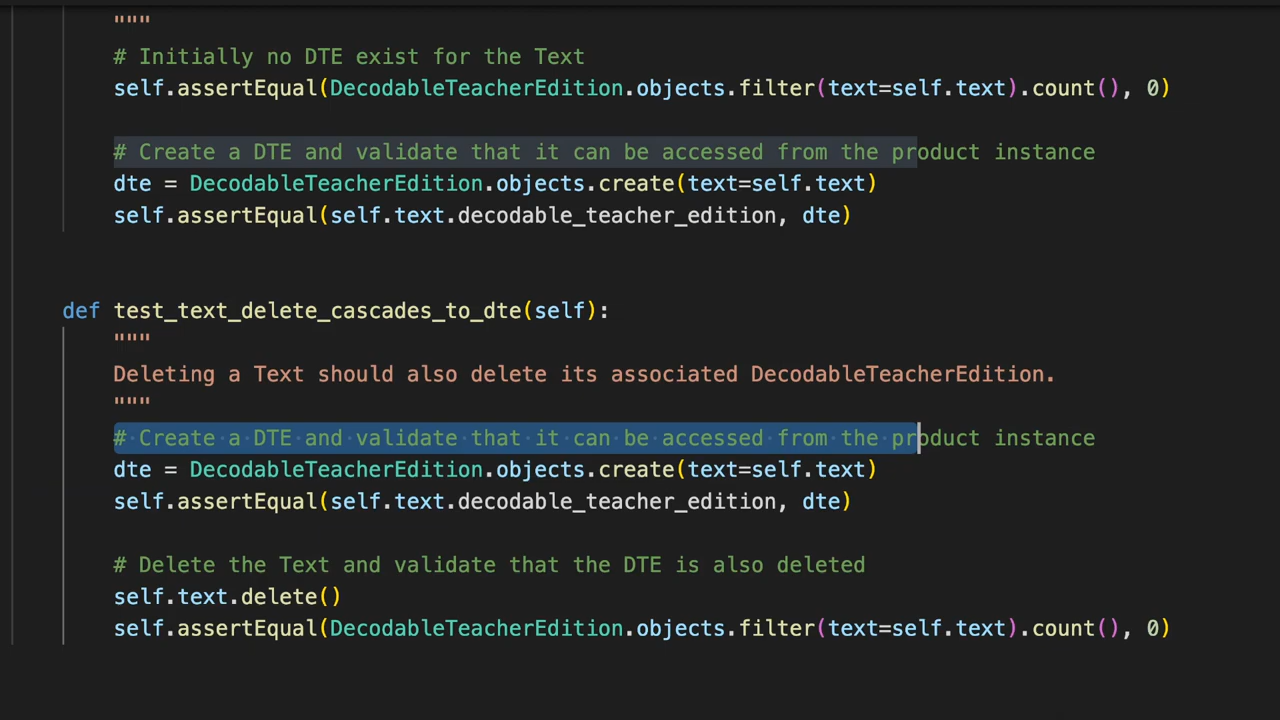 """
# Initially no DTE exist for the Text
self.assertEqual(DecodableTeacherEdition.objects.filter(text=self.text).count(), 0)
# Create a DTE and validate that it can be accessed from the product instance
dte = DecodableTeacherEdition.objects.create(text=self.text)
self.assertEqual(self.text.decodable_teacher_edition, dte)
def test_text_delete_cascades_to_dte(self):
"""
Deleting a Text should also delete its associated DecodableTeacherEdition.
"""
# Create a DTE and validate that it can be accessed from the product instance
dte = DecodableTeacherEdition.objects.create(text=self.text)
self.assertEqual(self.text.decodable_teacher_edition, dte)
# Delete the Text and validate that the DTE is also deleted
self.text.delete()
self.assertEqual(DecodableTeacherEdition.objects.filter(text=self.text).count(), 0)